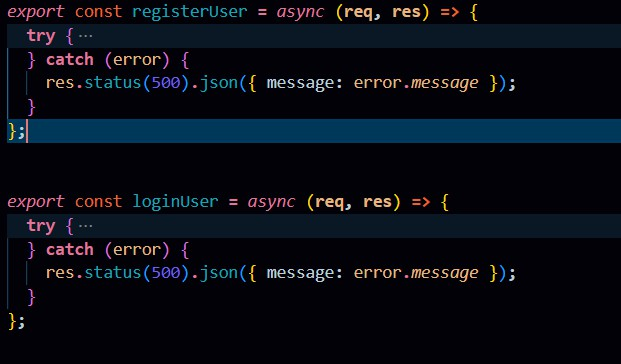 export const registerUser = async (req, res) => {
  try {···
  } catch (error) {
    res.status(500).json({ message: error.message });
  }
};
export const loginUser = async (req, res) => {
  try {···
  } catch (error) {
    res.status(500).json({ message: error.message });
  }
};